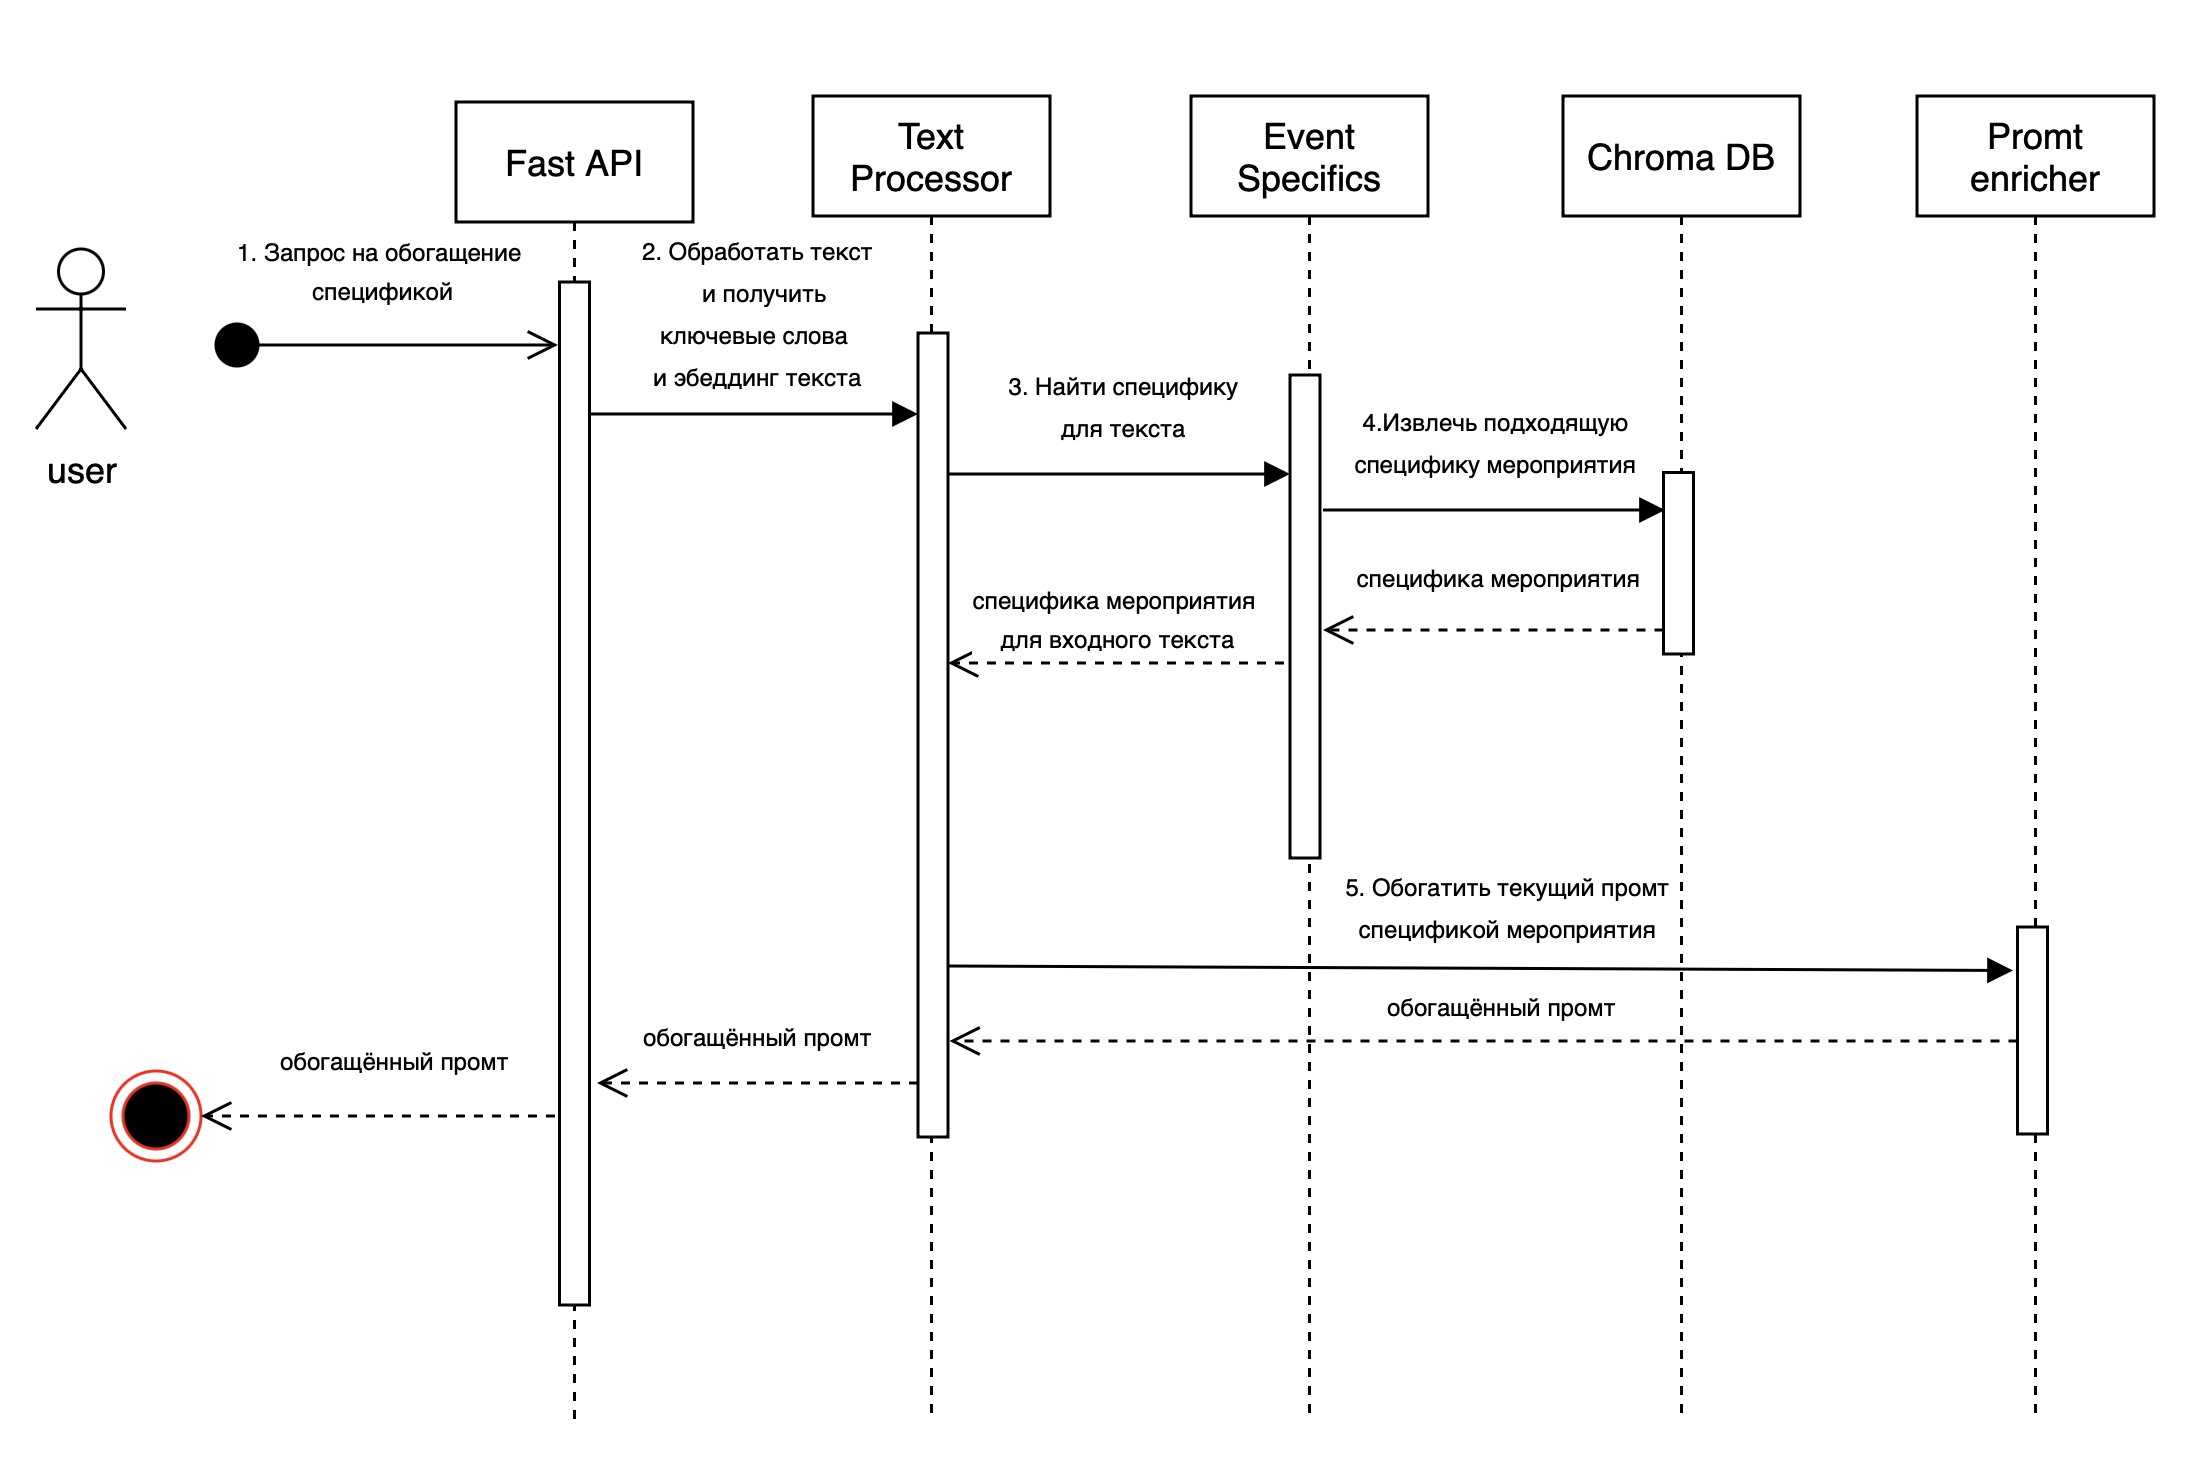 Fast API
Text
Processor
Event
Specifics
Chroma DB
Promt
enricher
user
1. Запрос на обогащение
спецификой
2. Обработать текст
и получить
ключевые слова
и эбеддинг текста
3. Найти специфику
для текста
4.Извлечь подходящую
специфику мероприятия
специфика мероприятия
специфика мероприятия
для входного текста
5. Обогатить текущий промт
спецификой мероприятия
обогащённый промт
обогащённый промт
обогащённый промт